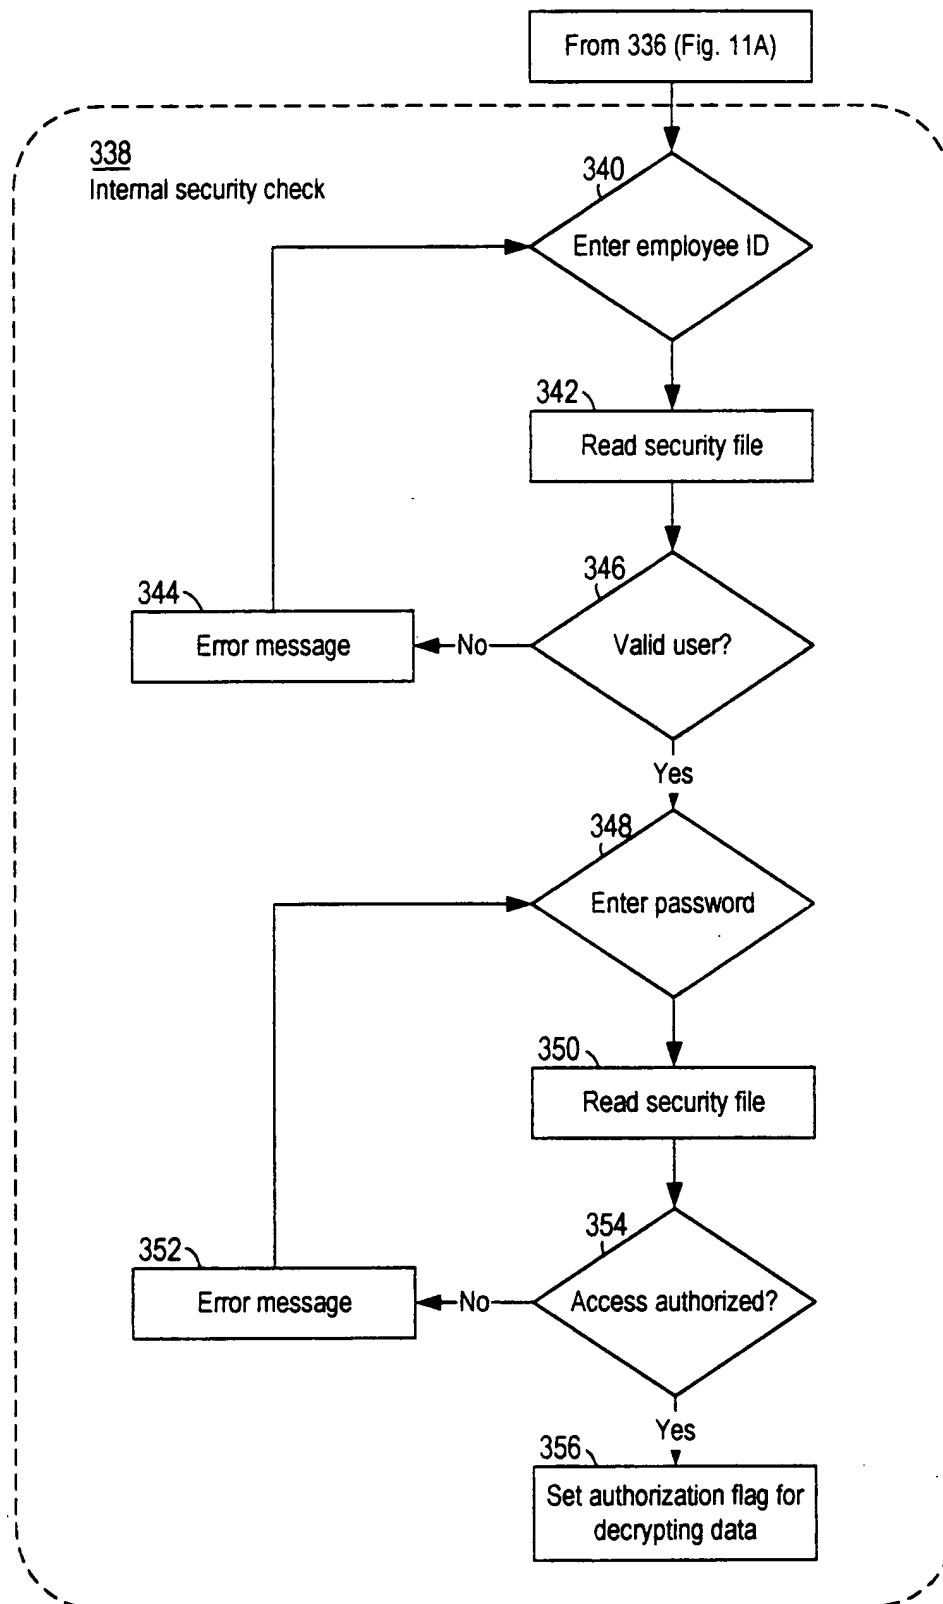 From 336 (Fig. 11A)
338
Internal security check
340
Enter employee ID
342
Read security file
346
Valid user?
344
Error message
No
Yes
348
Enter password
350
Read security file
354
Access authorized?
352
Error message
No
Yes
356
Set authorization flag for
decrypting data